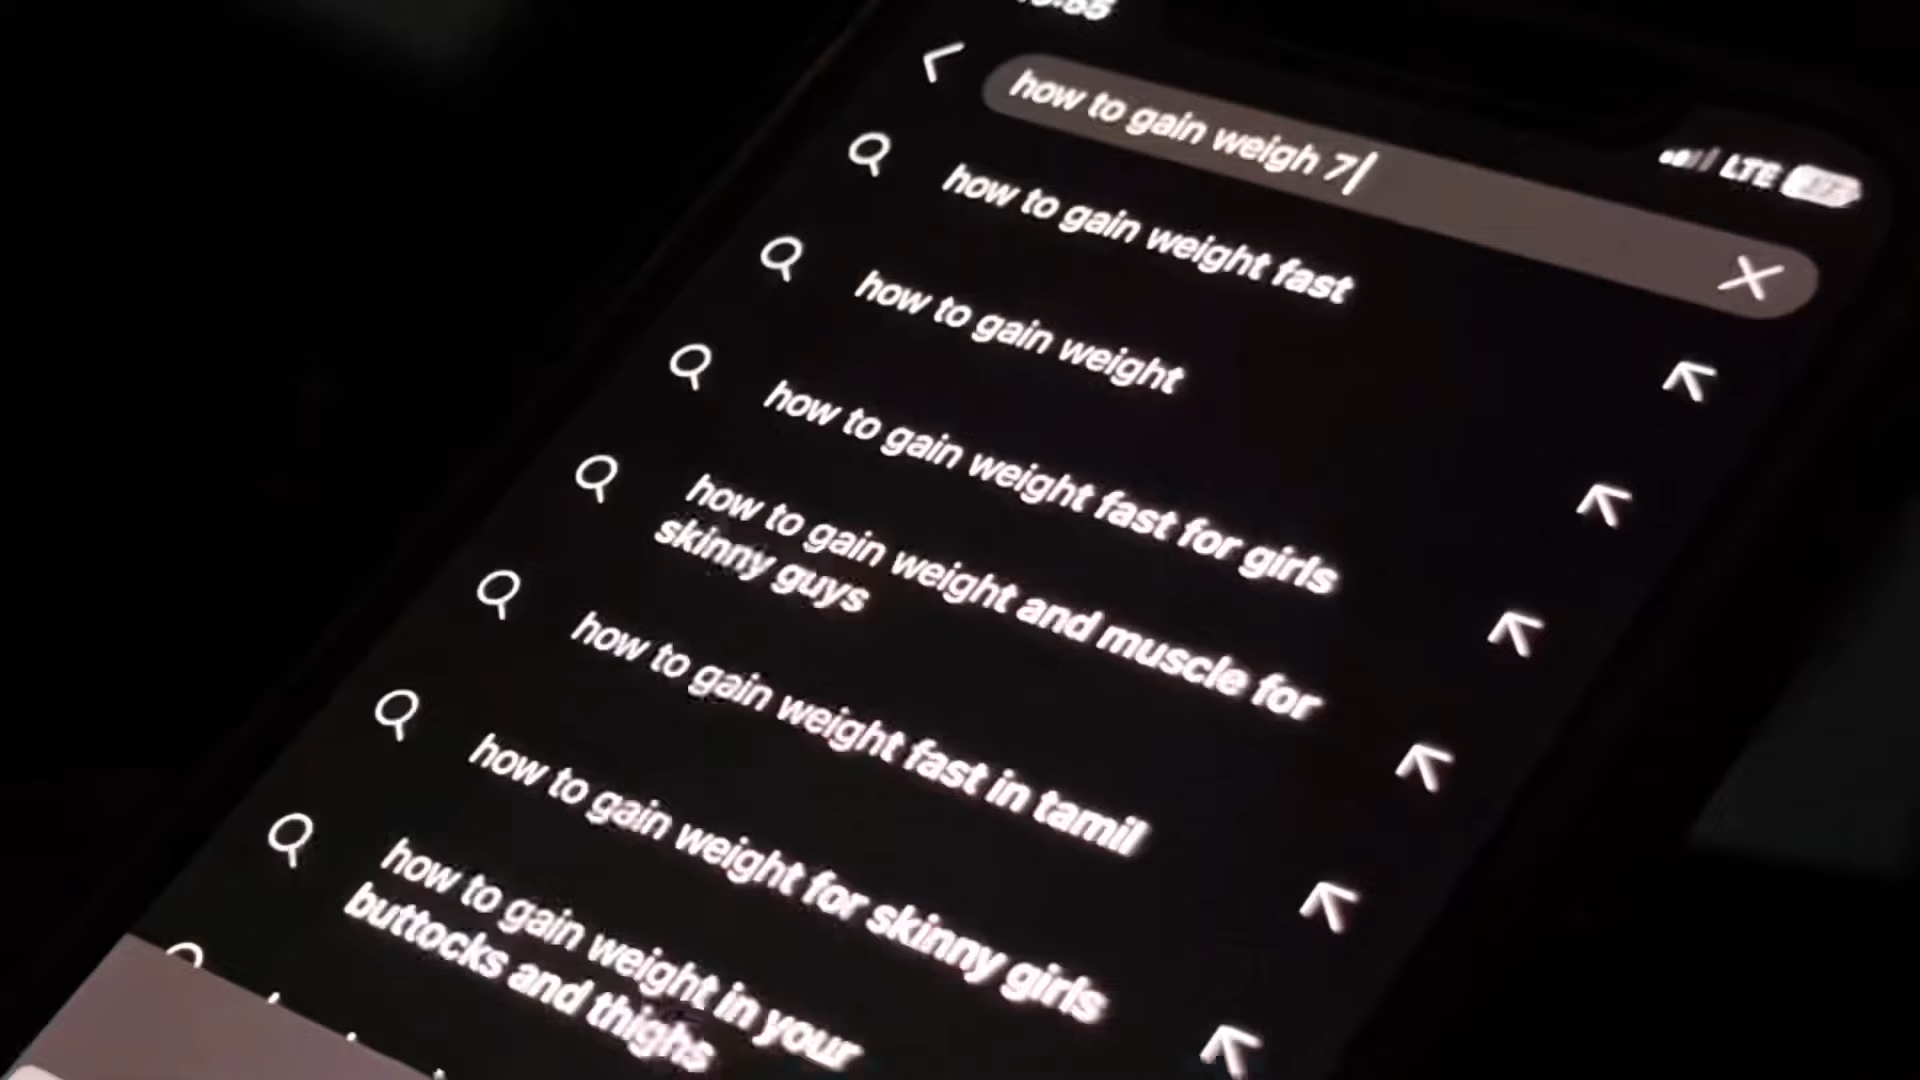 how to gain weigh 7
LTE
how to gain weight fast
how to gain weight
how to gain weight fast for girls
how to gain weight and muscle for
skinny guys
how to gain weight fast in tamil
how to gain weight for skinny girls
how to gain weight in your
buttocks and thighs